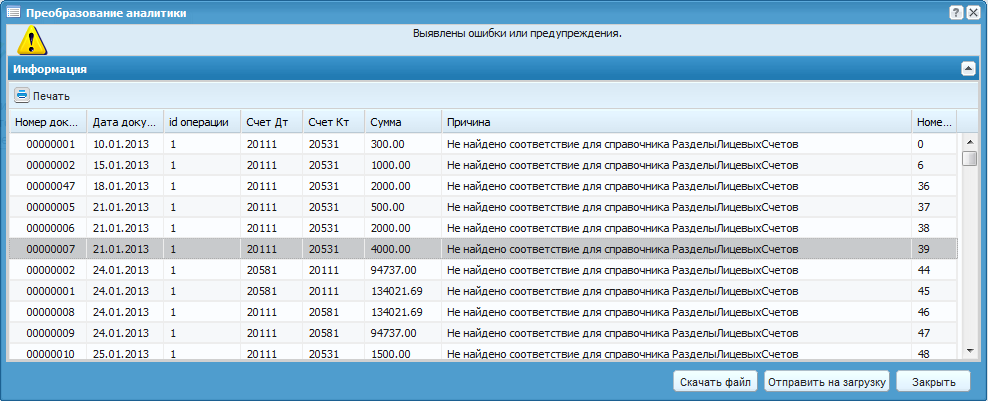 Преобразование аналитики
Выявлены ошибки или предупреждения.
Информация
Печать
Номер док... Дата доку... id операции Счет Дт Счет Кт Сумма Причина Номе...
00000001 10.01.2013 1 20111 20531 300.00 Не найдено соответствие для справочника РазделыЛицевыхСчетов 0
00000002 15.01.2013 1 20111 20531 1000.00 Не найдено соответствие для справочника РазделыЛицевыхСчетов 6
00000047 18.01.2013 1 20111 20531 2000.00 Не найдено соответствие для справочника РазделыЛицевыхСчетов 36
00000005 21.01.2013 1 20111 20531 500.00 Не найдено соответствие для справочника РазделыЛицевыхСчетов 37
00000006 21.01.2013 1 20111 20531 2000.00 Не найдено соответствие для справочника РазделыЛицевыхСчетов 38
00000007 21.01.2013 1 20111 20531 4000.00 Не найдено соответствие для справочника РазделыЛицевыхСчетов 39
00000002 24.01.2013 1 20581 20111 94737.00 Не найдено соответствие для справочника РазделыЛицевыхСчетов 44
00000001 24.01.2013 1 20581 20111 134021.69 Не найдено соответствие для справочника РазделыЛицевыхСчетов 45
00000008 24.01.2013 1 20111 20581 134021.69 Не найдено соответствие для справочника РазделыЛицевыхСчетов 46
00000009 24.01.2013 1 20111 20581 94737.00 Не найдено соответствие для справочника РазделыЛицевыхСчетов 47
00000010 25.01.2013 1 20111 20531 1500.00 Не найдено соответствие для справочника РазделыЛицевыхСчетов 48
Скачать файл Отправить на загрузку Закрыть